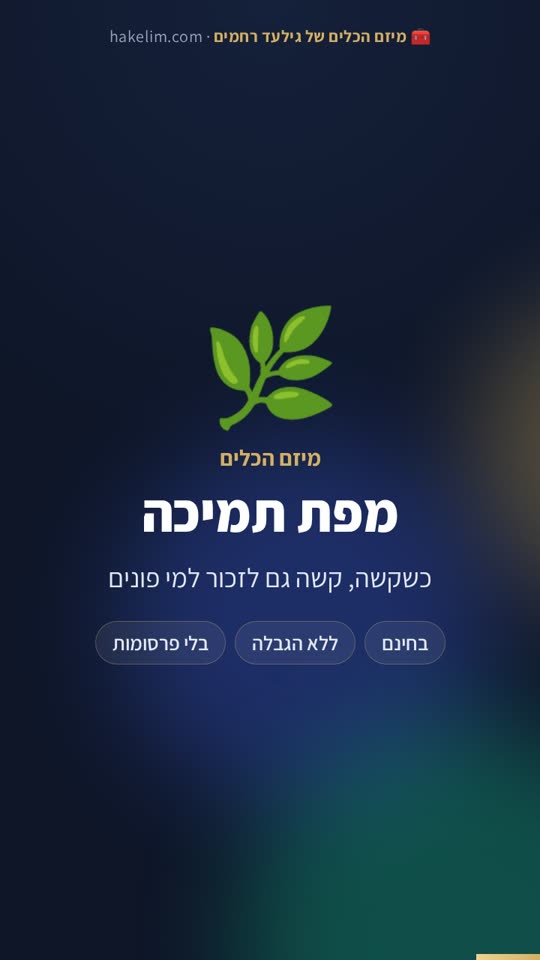 🧰 מיזם הכלים של גילעד רחמים · hakelim.com
מיזם הכלים
מפת תמיכה
כשקשה, קשה גם לזכור למי פונים
בחינם
ללא הגבלה
בלי פרסומות